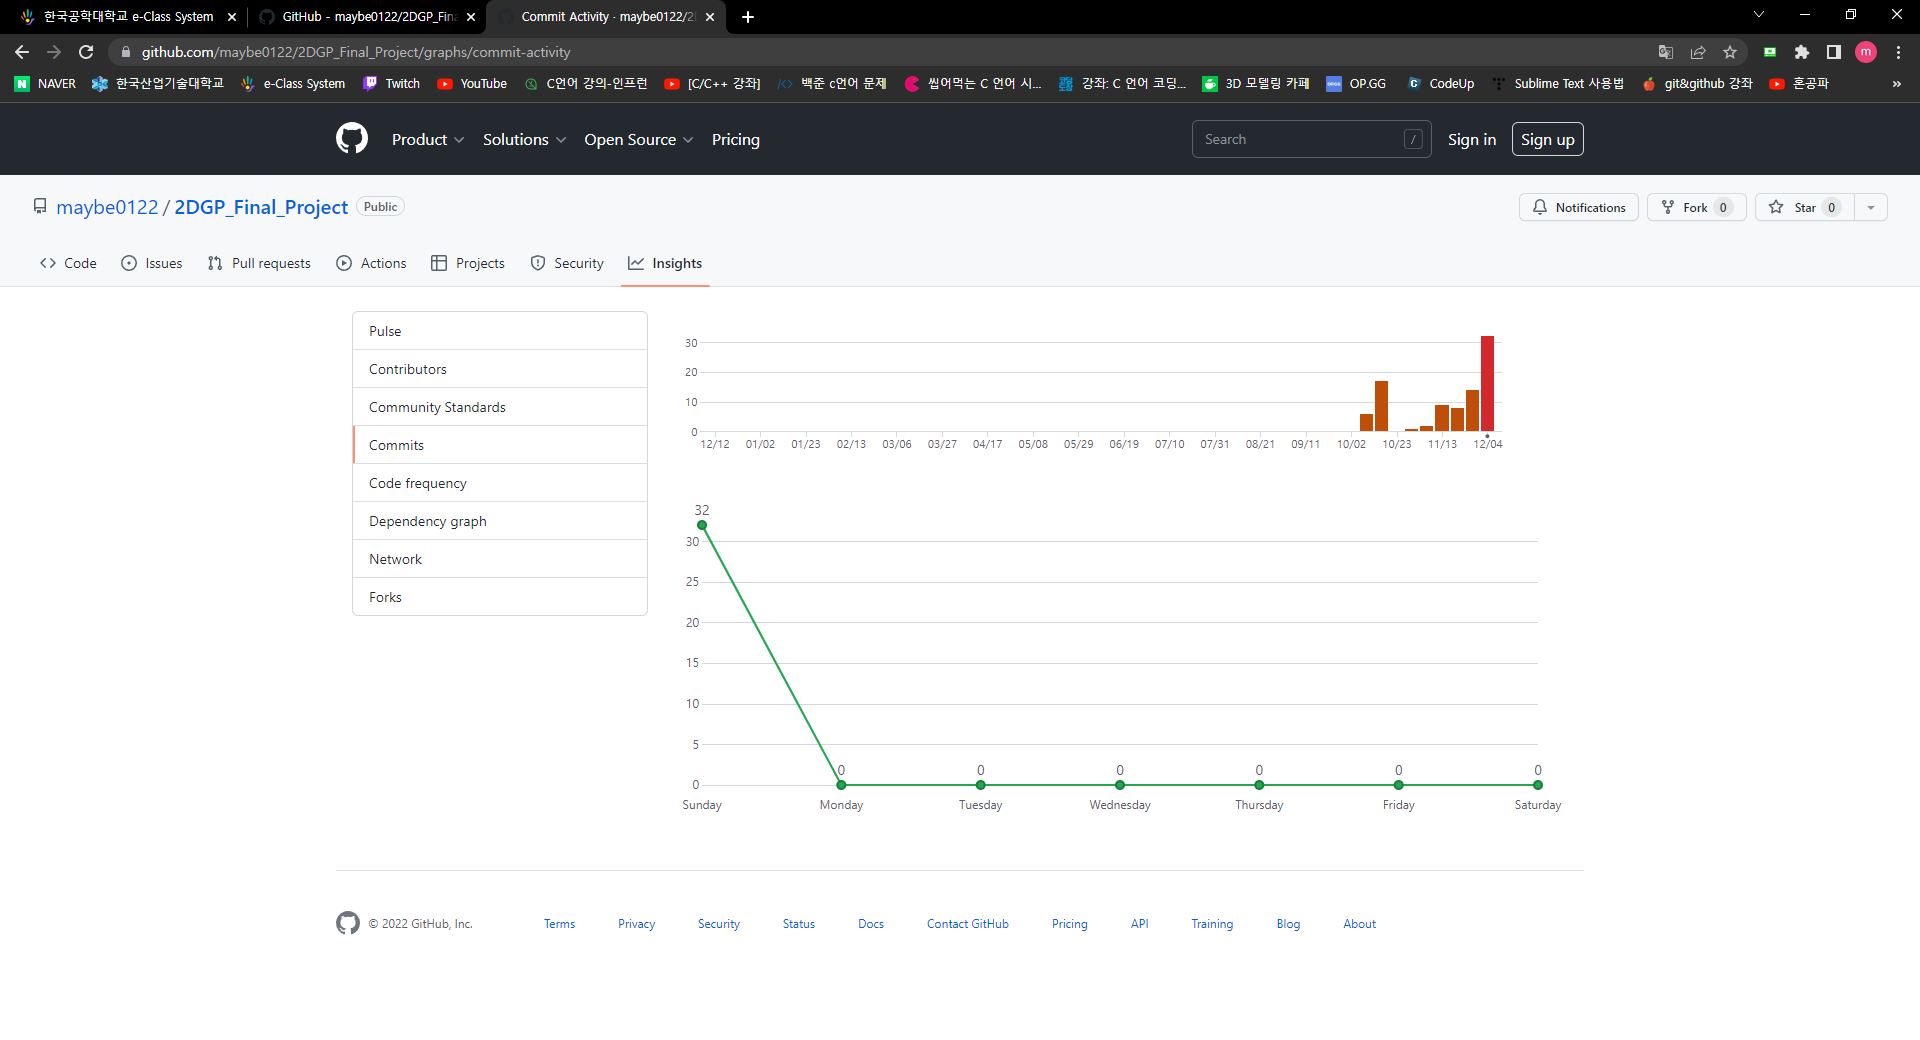 한국공학대학교 e-Class System
GitHub - maybe0122/2DGP_Fina
Commit Activity · maybe0122/2
github.com/maybe0122/2DGP_Final_Project/graphs/commit-activity
m
NAVER 한국산업기술대학교 e-Class System Twitch YouTube C언어 강의-인프런 [C/C++ 강좌] 백준 c언어 문제 씹어먹는 C 언어 시... 강좌: C 언어 코딩... 3D 모델링 카페 OP.GG CodeUp Sublime Text 사용법 git&github 강좌 혼공파 »
Product Solutions Open Source Pricing Search / Sign in Sign up
maybe0122 / 2DGP_Final_Project Public
Notifications Fork 0 Star 0
Code Issues Pull requests Actions Projects Security Insights
Pulse
Contributors
Community Standards
Commits
Code frequency
Dependency graph
Network
Forks
30
20
10
0
12/12 01/02 01/23 02/13 03/06 03/27 04/17 05/08 05/29 06/19 07/10 07/31 08/21 09/11 10/02 10/23 11/13 12/04
32
30
25
20
15
10
5
0
0 0 0 0 0 0
Sunday Monday Tuesday Wednesday Thursday Friday Saturday
© 2022 GitHub, Inc. Terms Privacy Security Status Docs Contact GitHub Pricing API Training Blog About